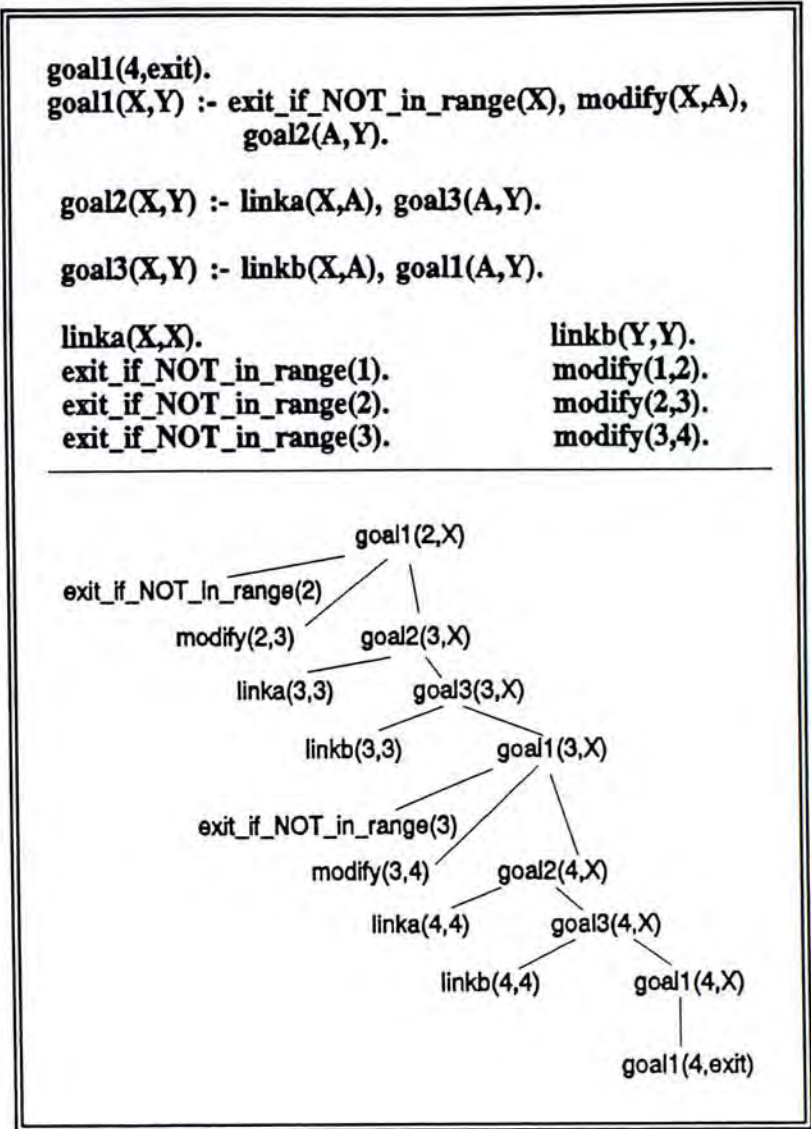 goal1(4,exit).
goal1(X,Y) :- exit_if_NOT_in_range(X), modify(X,A),
goal2(A,Y).
goal2(X,Y) :- linka(X,A), goal3(A,Y).
goal3(X,Y) :- linkb(X,A), goal1(A,Y).
linka(X,X). linkb(Y,Y).
exit_if_NOT_in_range(1). modify(1,2).
exit_if_NOT_in_range(2). modify(2,3).
exit_if_NOT_in_range(3). modify(3,4).
goal1(2,X)
exit_if_NOT_in_range(2)
modify(2,3) goal2(3,X)
linka(3,3) goal3(3,X)
linkb(3,3) goal1(3,X)
exit_if_NOT_in_range(3)
modify(3,4) goal2(4,X)
linka(4,4) goal3(4,X)
linkb(4,4) goal1(4,X)
goal1(4,exit)